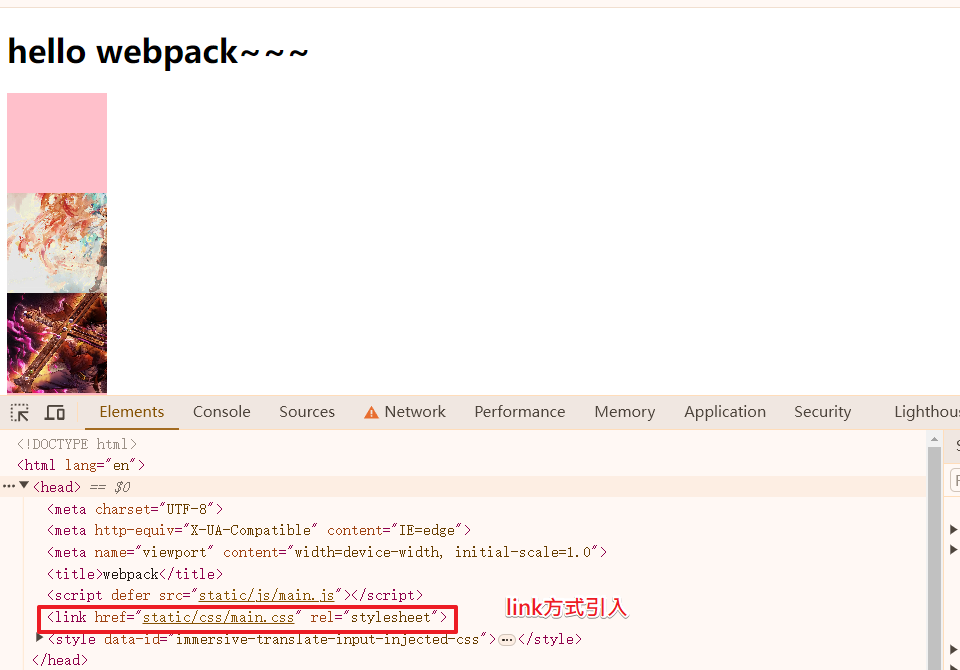 hello webpack~~~
Elements Console Sources Network Performance Memory Application Security
<!DOCTYPE html>
<html lang="en">
<head> == $0
<meta charset="UTF-8">
<meta http-equiv="X-UA-Compatible" content="IE=edge">
<meta name="viewport" content="width=device-width, initial-scale=1.0">
<title>webpack</title>
<script defer src="static/js/main.js"></script>
<link href="static/css/main.css" rel="stylesheet">
link方式引入
<style data-id="immersive-translate-input-injected-css">…</style>
</head>